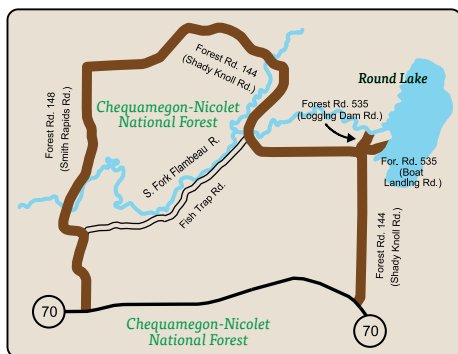 Forest Rd. 144
(Shady Knoll Rd.)
Round Lake
Forest Rd. 148
(Smith Rapids Rd.)
Chequamegon-Nicolet
National Forest
Forest Rd. 535
(Logging Dam Rd.)
S. Fork Flambeau R.
Fish Trap Rd.
For. Rd. 535
(Boat
Landing Rd.)
Forest Rd. 144
(Shady Knoll Rd.)
70
Chequamegon-Nicolet
National Forest
70